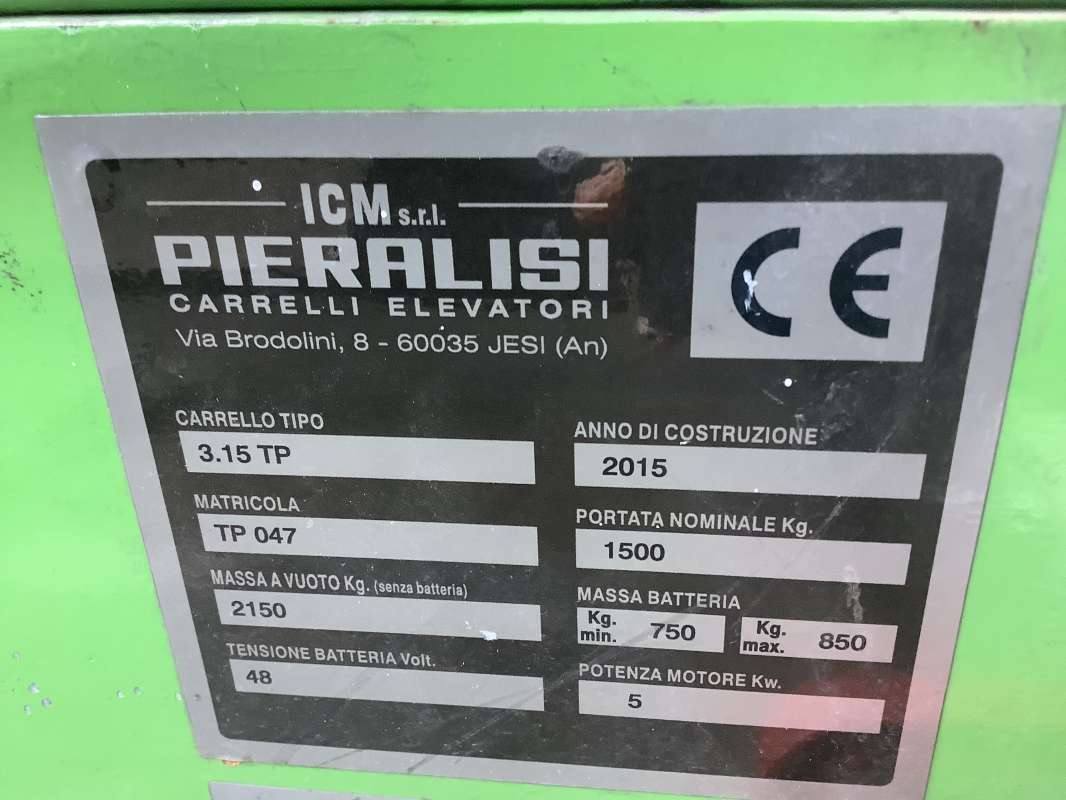 ICM s.r.l.
PIERALISI
CARRELLI ELEVATORI
Via Brodolini, 8 - 60035 JESI (An)
CE
CARRELLO TIPO
3.15 TP
MATRICOLA
TP 047
MASSA A VUOTO Kg. (senza batteria)
2150
TENSIONE BATTERIA Volt.
48
ANNO DI COSTRUZIONE
2015
PORTATA NOMINALE Kg.
1500
MASSA BATTERIA
Kg. min. 750
Kg. max. 850
POTENZA MOTORE Kw.
5